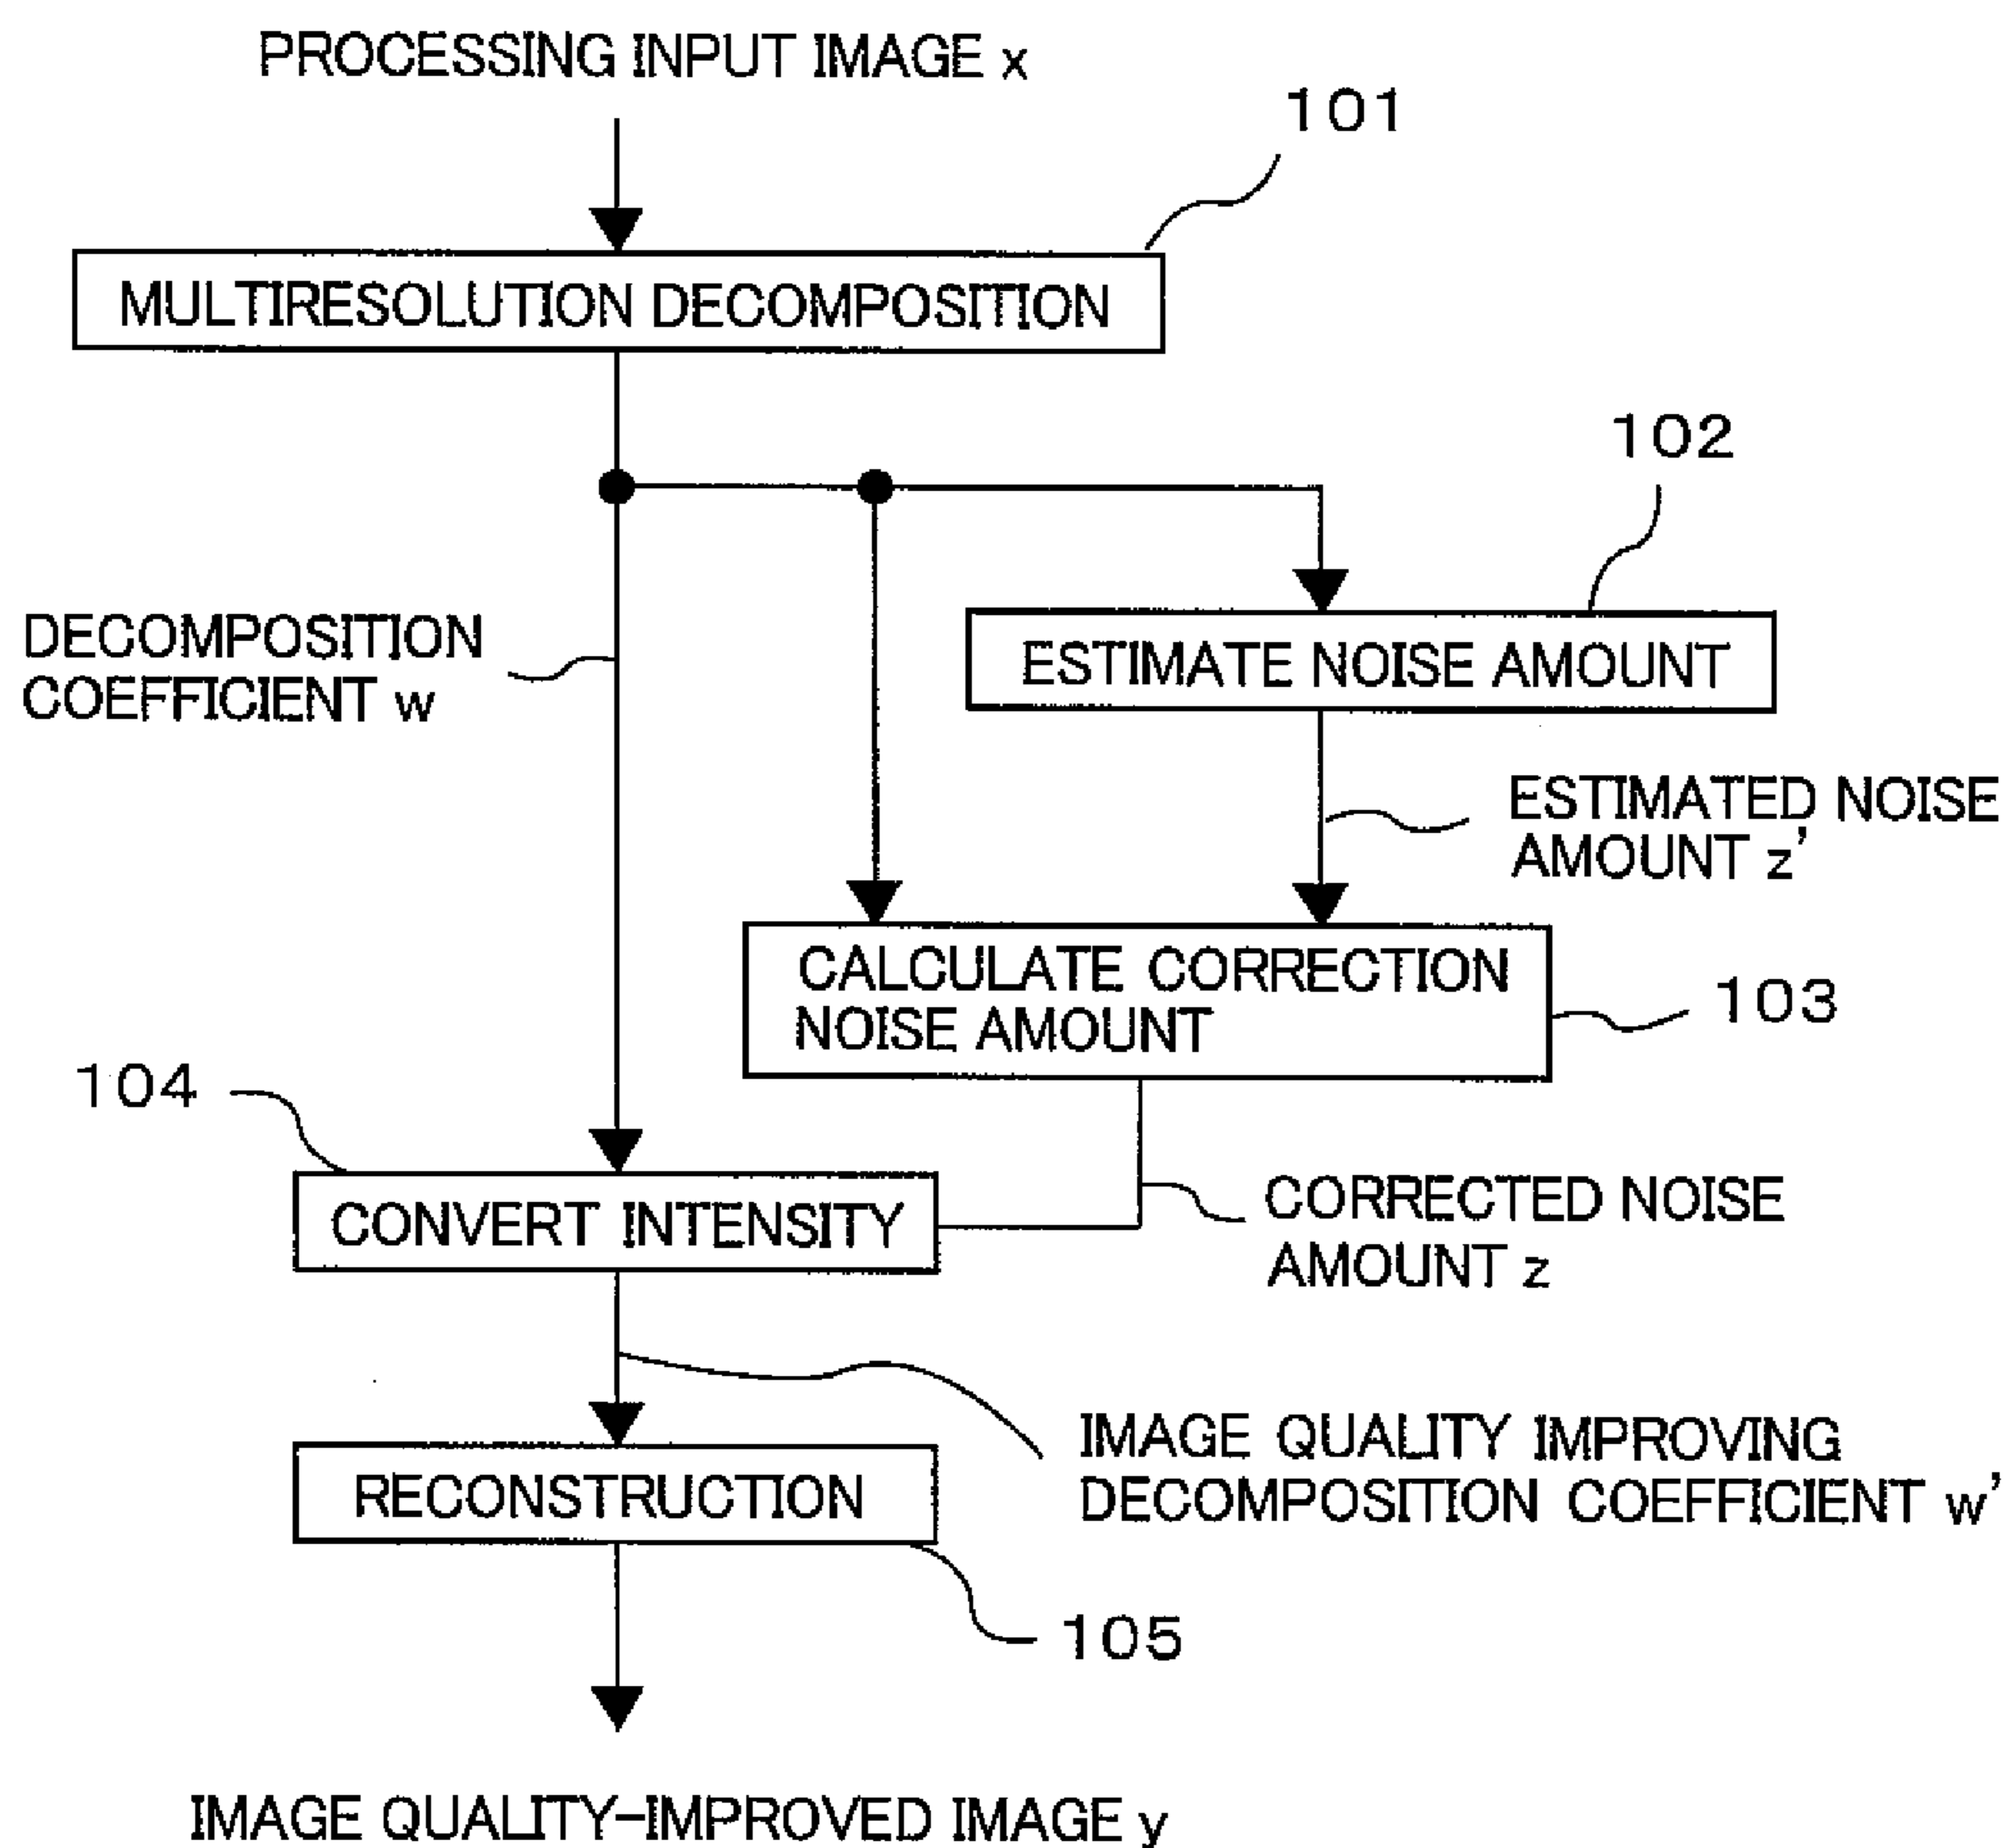 PROCESSING INPUT IMAGE x
101
MULTIRESOLUTION DECOMPOSITION
102
DECOMPOSITION
COEFFICIENT w
ESTIMATE NOISE AMOUNT
ESTIMATED NOISE
AMOUNT z'
CALCULATE CORRECTION
NOISE AMOUNT
103
104
CONVERT INTENSITY
CORRECTED NOISE
AMOUNT z
IMAGE QUALITY IMPROVING
DECOMPOSITION COEFFICIENT w'
RECONSTRUCTION
105
IMAGE QUALITY-IMPROVED IMAGE y